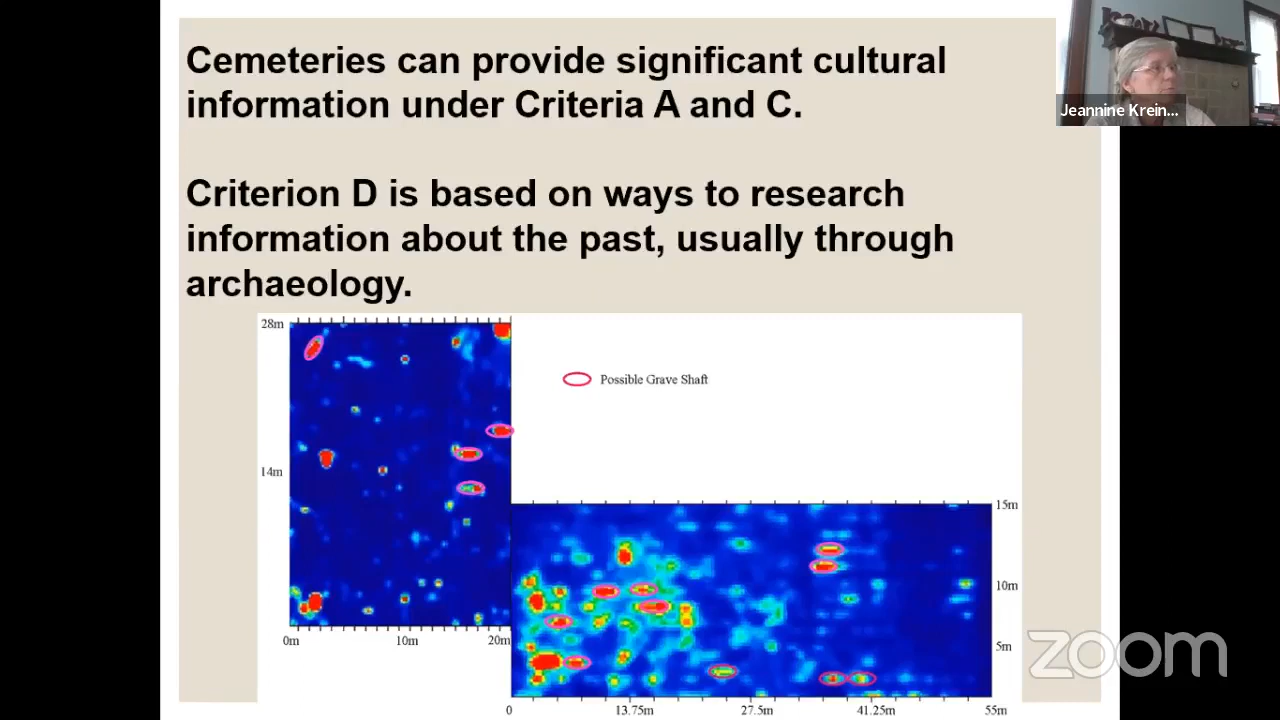 Cemeteries can provide significant cultural
information under Criteria A and C.
Criterion D is based on ways to research
information about the past, usually through
archaeology.
Jeannine Krein...
28m
14m
0m
10m
20m
Possible Grave Shaft
15m
10m
5m
0
13.75m
27.5m
41.25m
55m
zoom